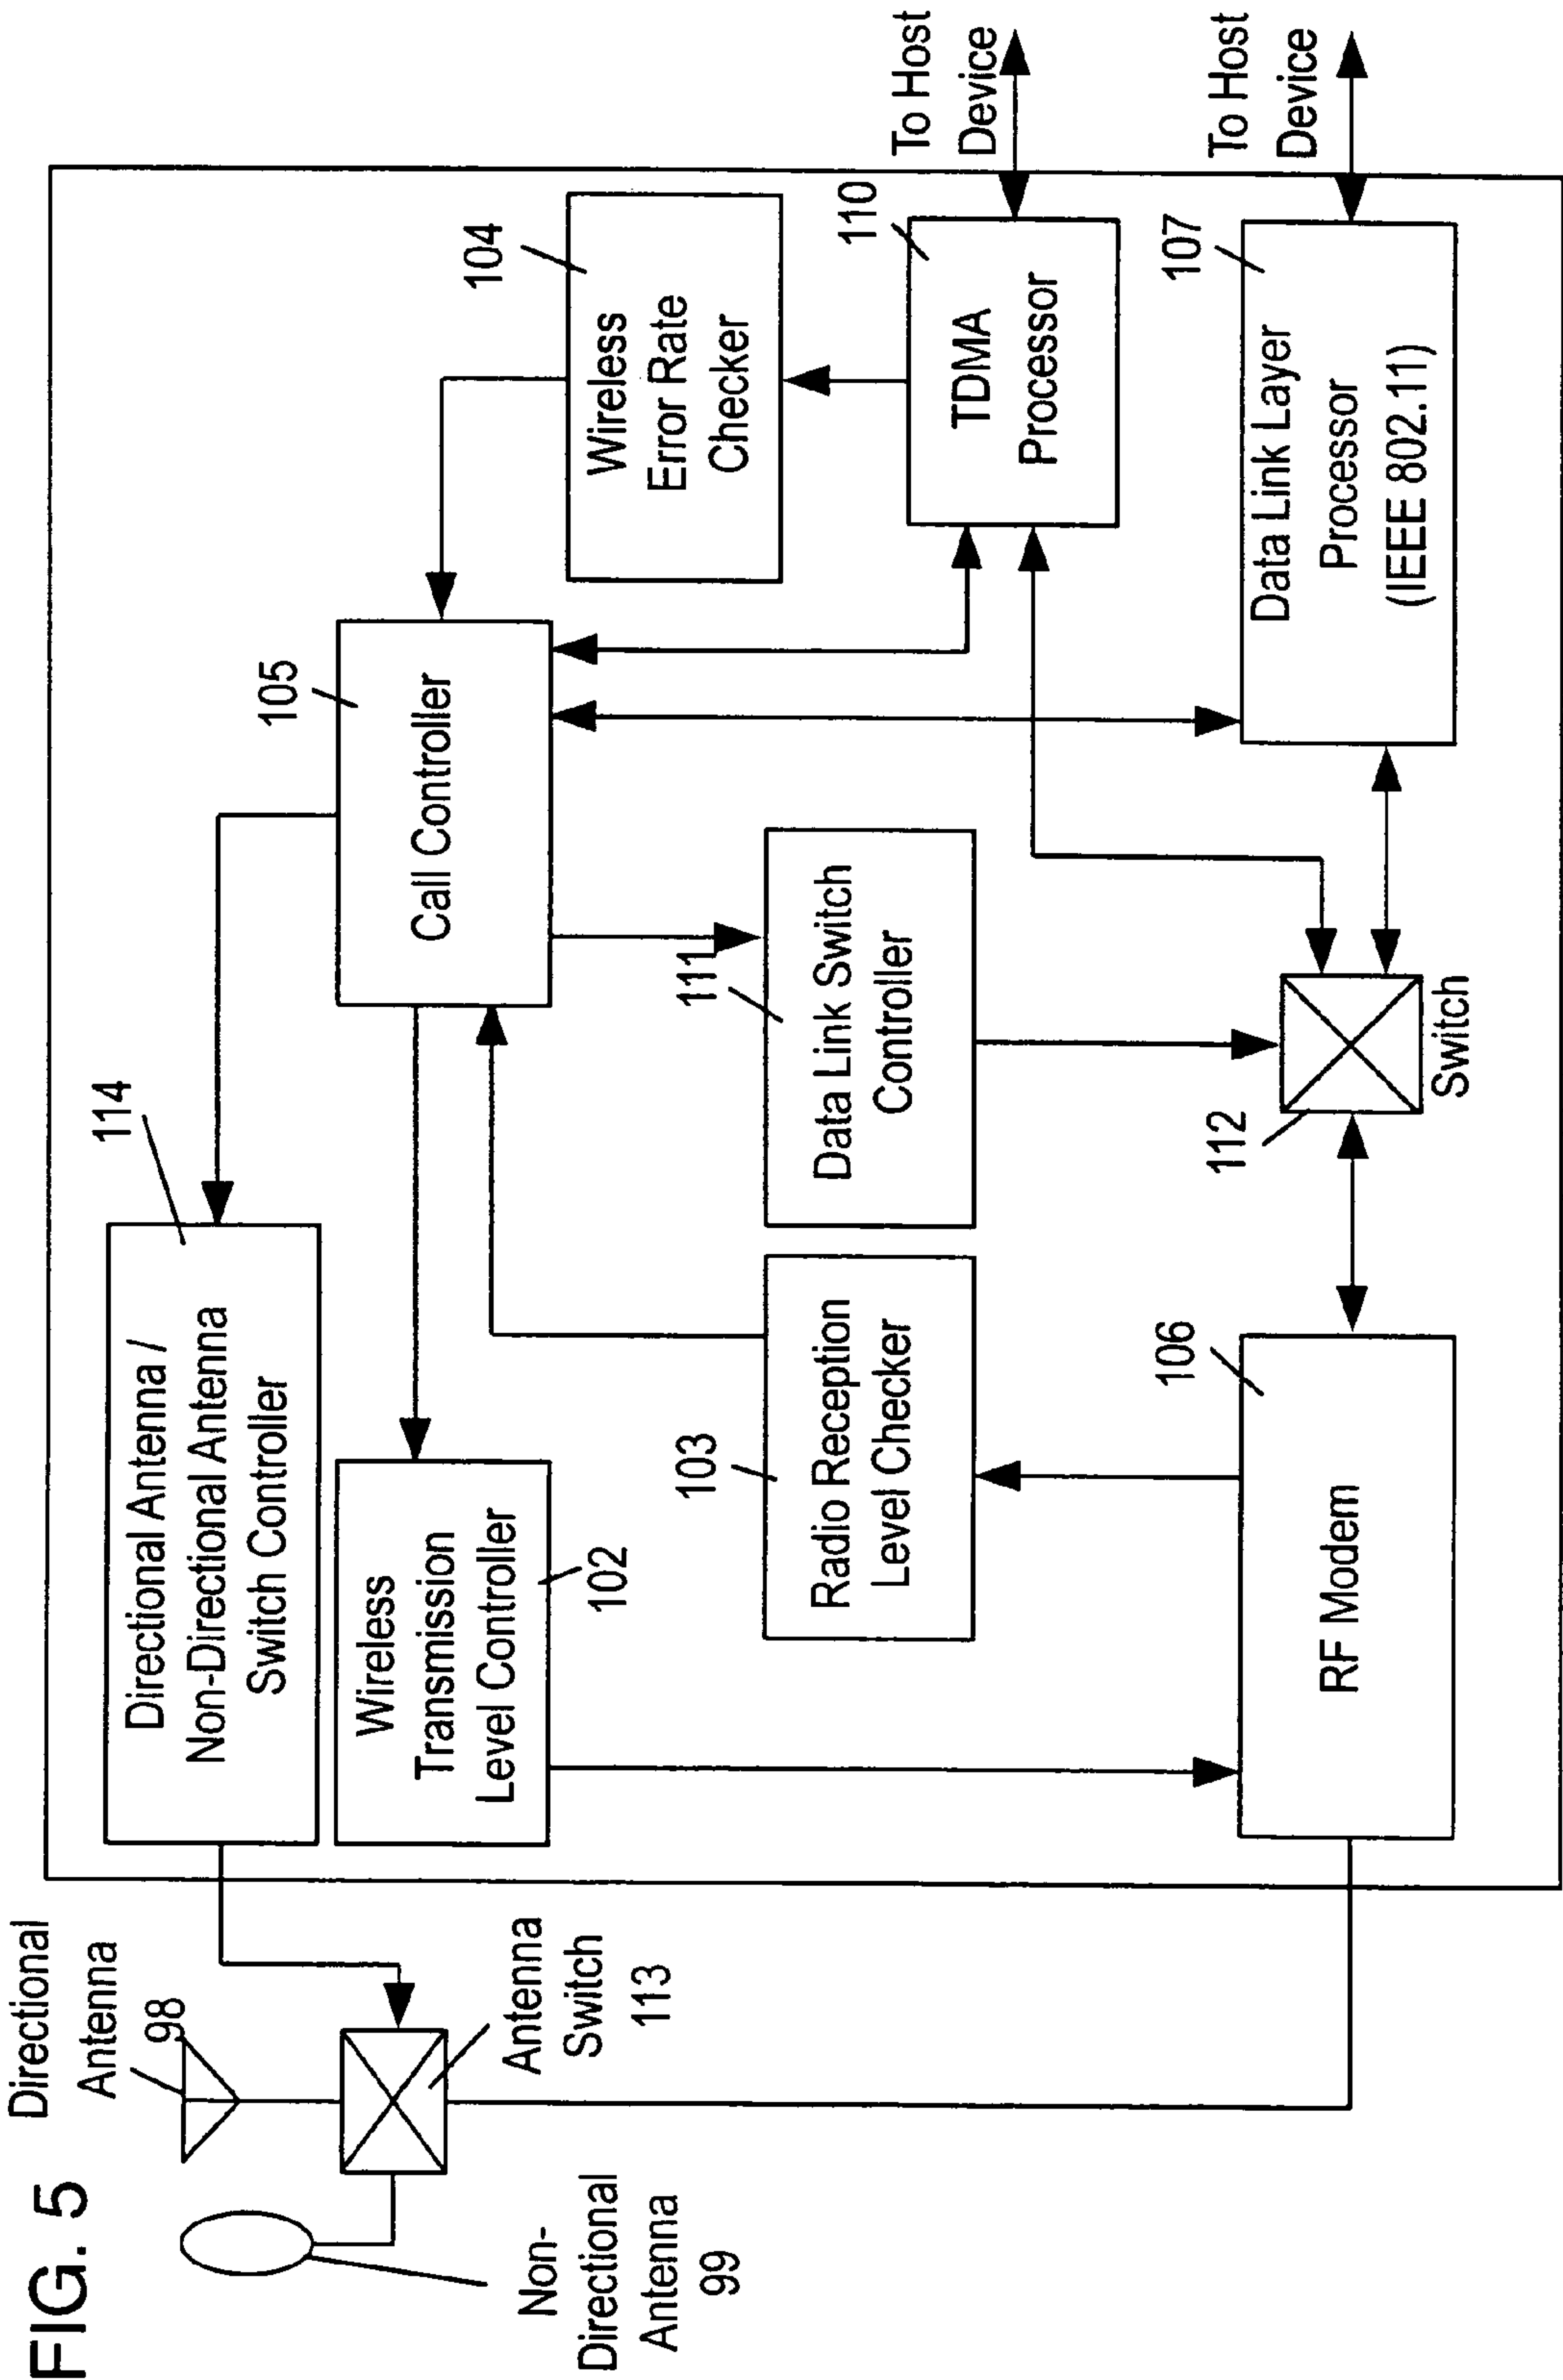 FIG. 5
Directional
Antenna
98
Non-
Directional
Antenna
99
Antenna
Switch
113
114
Directional Antenna /
Non-Directional Antenna
Switch Controller
Wireless
Transmission
Level Controller
102
105
Call Controller
104
Wireless
Error Rate
Checker
103
Radio Reception
Level Checker
111
Data Link Switch
Controller
110
TDMA
Processor
To Host
Device
106
RF Modem
112
Switch
107
Data Link Layer
Processor
(IEEE 802.11)
To Host
Device